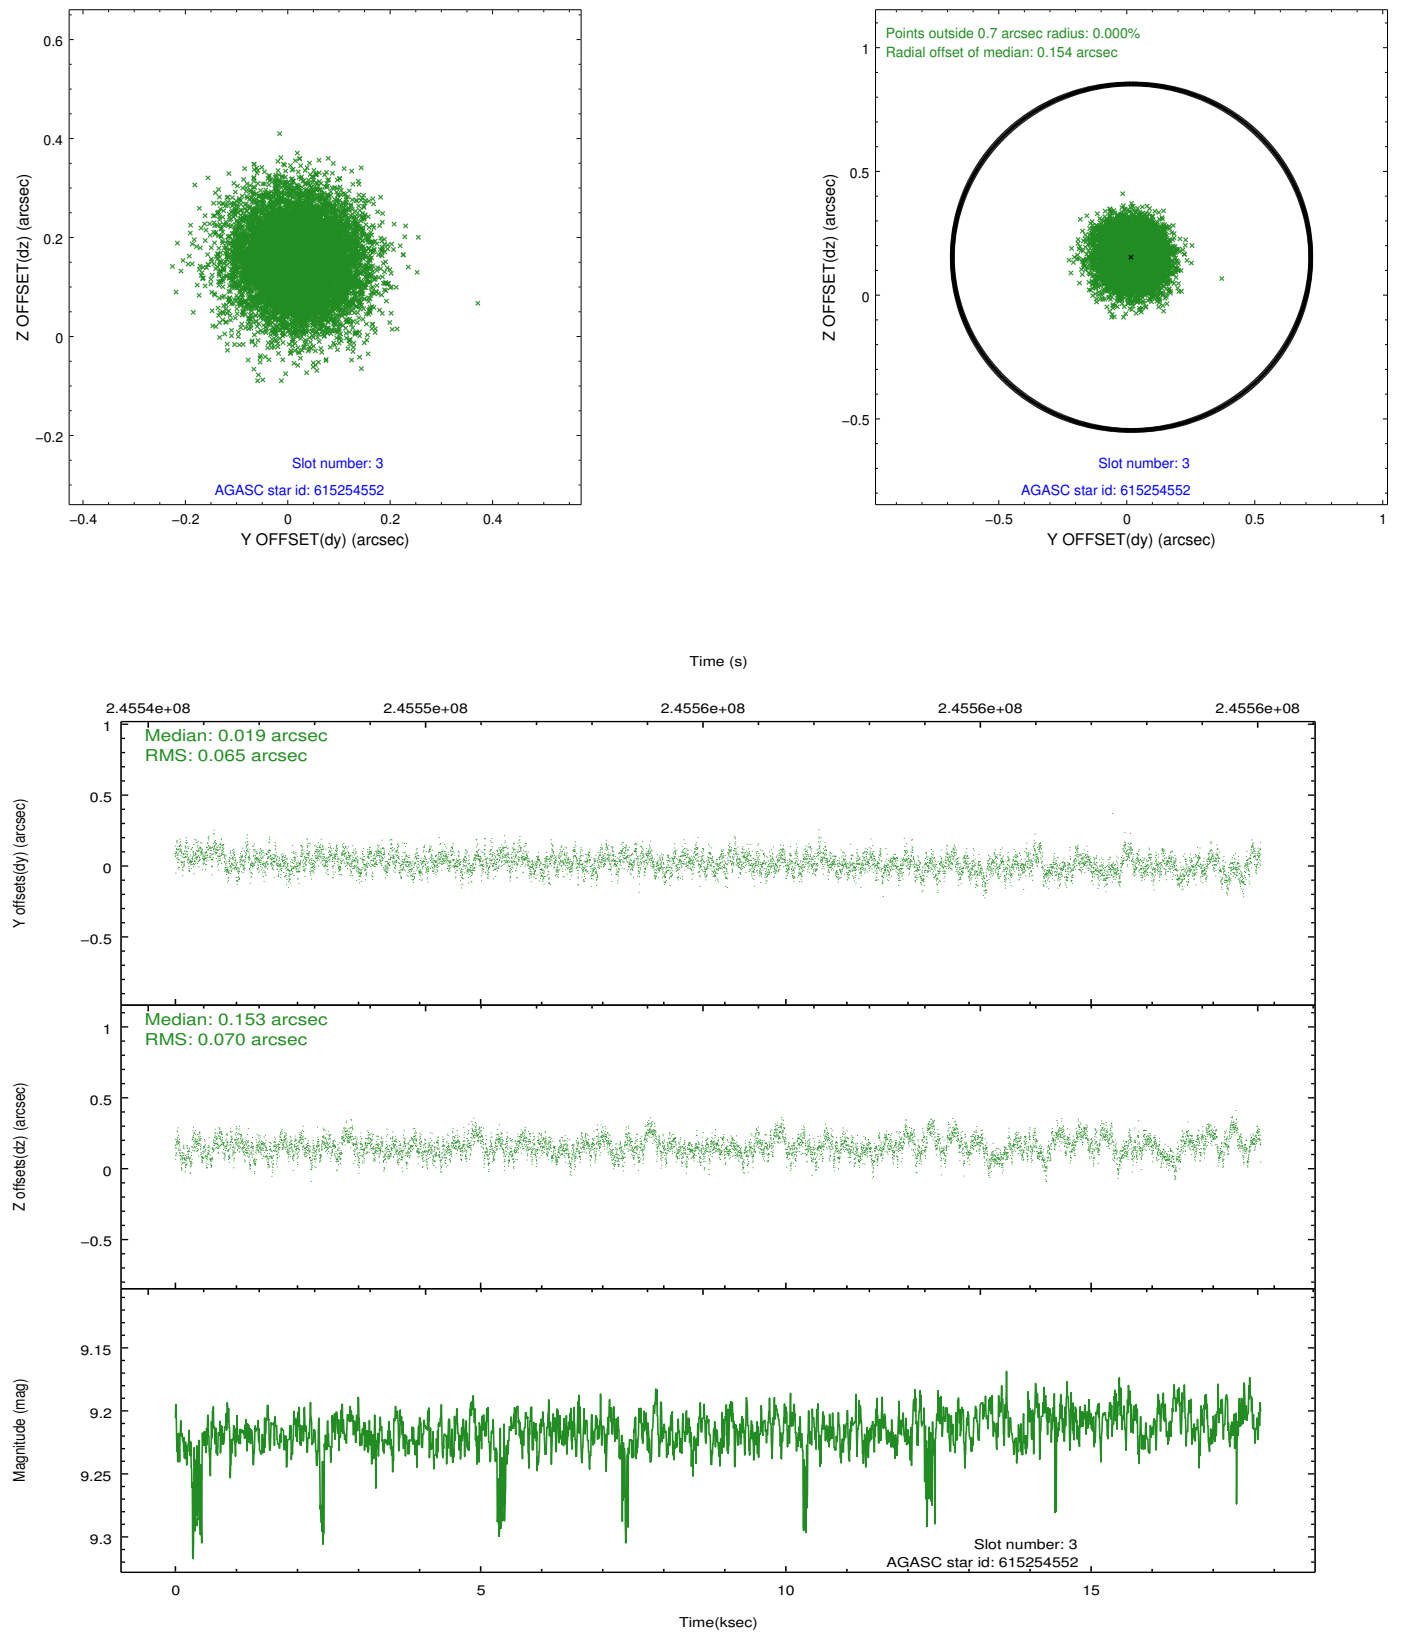 0.6
0.4
0.2
0
−0.2
−0.4
−0.2
0
0.2
0.4
Z OFFSET(dz) (arcsec)
Y OFFSET(dy) (arcsec)
Slot number: 3
AGASC star id: 615254552
Points outside 0.7 arcsec radius: 0.000%
Radial offset of median: 0.154 arcsec
1
0.5
0
−0.5
−0.5
0
0.5
1
Z OFFSET(dz) (arcsec)
Y OFFSET(dy) (arcsec)
Slot number: 3
AGASC star id: 615254552
Time (s)
2.4554e+08 2.4555e+08 2.4556e+08 2.4556e+08 2.4556e+08
Median: 0.019 arcsec
RMS: 0.065 arcsec
1
0.5
0
−0.5
Y offsets(dy) (arcsec)
Median: 0.153 arcsec
RMS: 0.070 arcsec
1
0.5
0
−0.5
Z offsets(dz) (arcsec)
9.15
9.2
9.25
9.3
Magnitude (mag)
Slot number: 3
AGASC star id: 615254552
0 5 10 15
Time(ksec)